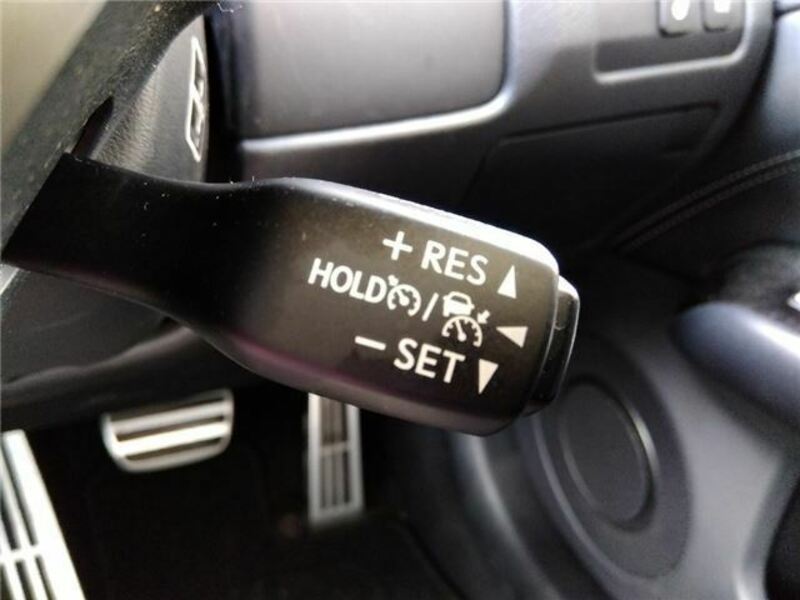 + RES ▲
HOLD / ◀
− SET ▼